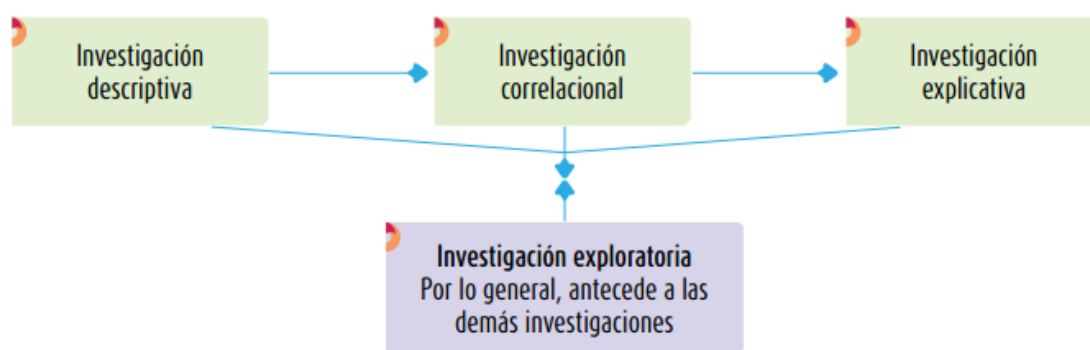 Investigación
descriptiva
Investigación
correlacional
Investigación
explicativa
Investigación exploratoria
Por lo general, antecede a las
demás investigaciones